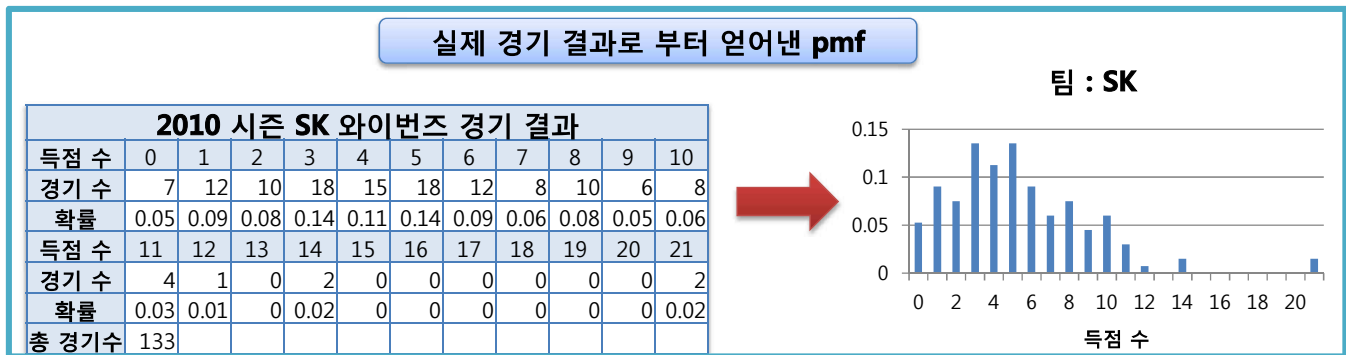 실제 경기 결과로 부터 얻어낸 pmf
2010 시즌 SK 와이번즈 경기 결과
득점 수 0 1 2 3 4 5 6 7 8 9 10
경기 수 7 12 10 18 15 18 12 8 10 6 8
확률 0.05 0.09 0.08 0.14 0.11 0.14 0.09 0.06 0.08 0.05 0.06
득점 수 11 12 13 14 15 16 17 18 19 20 21
경기 수 4 1 0 2 0 0 0 0 0 0 2
확률 0.03 0.01 0 0.02 0 0 0 0 0 0 0.02
총 경기수 133
팀 : SK
0.15
0.1
0.05
0
0 2 4 6 8 10 12 14 16 18 20
득점 수